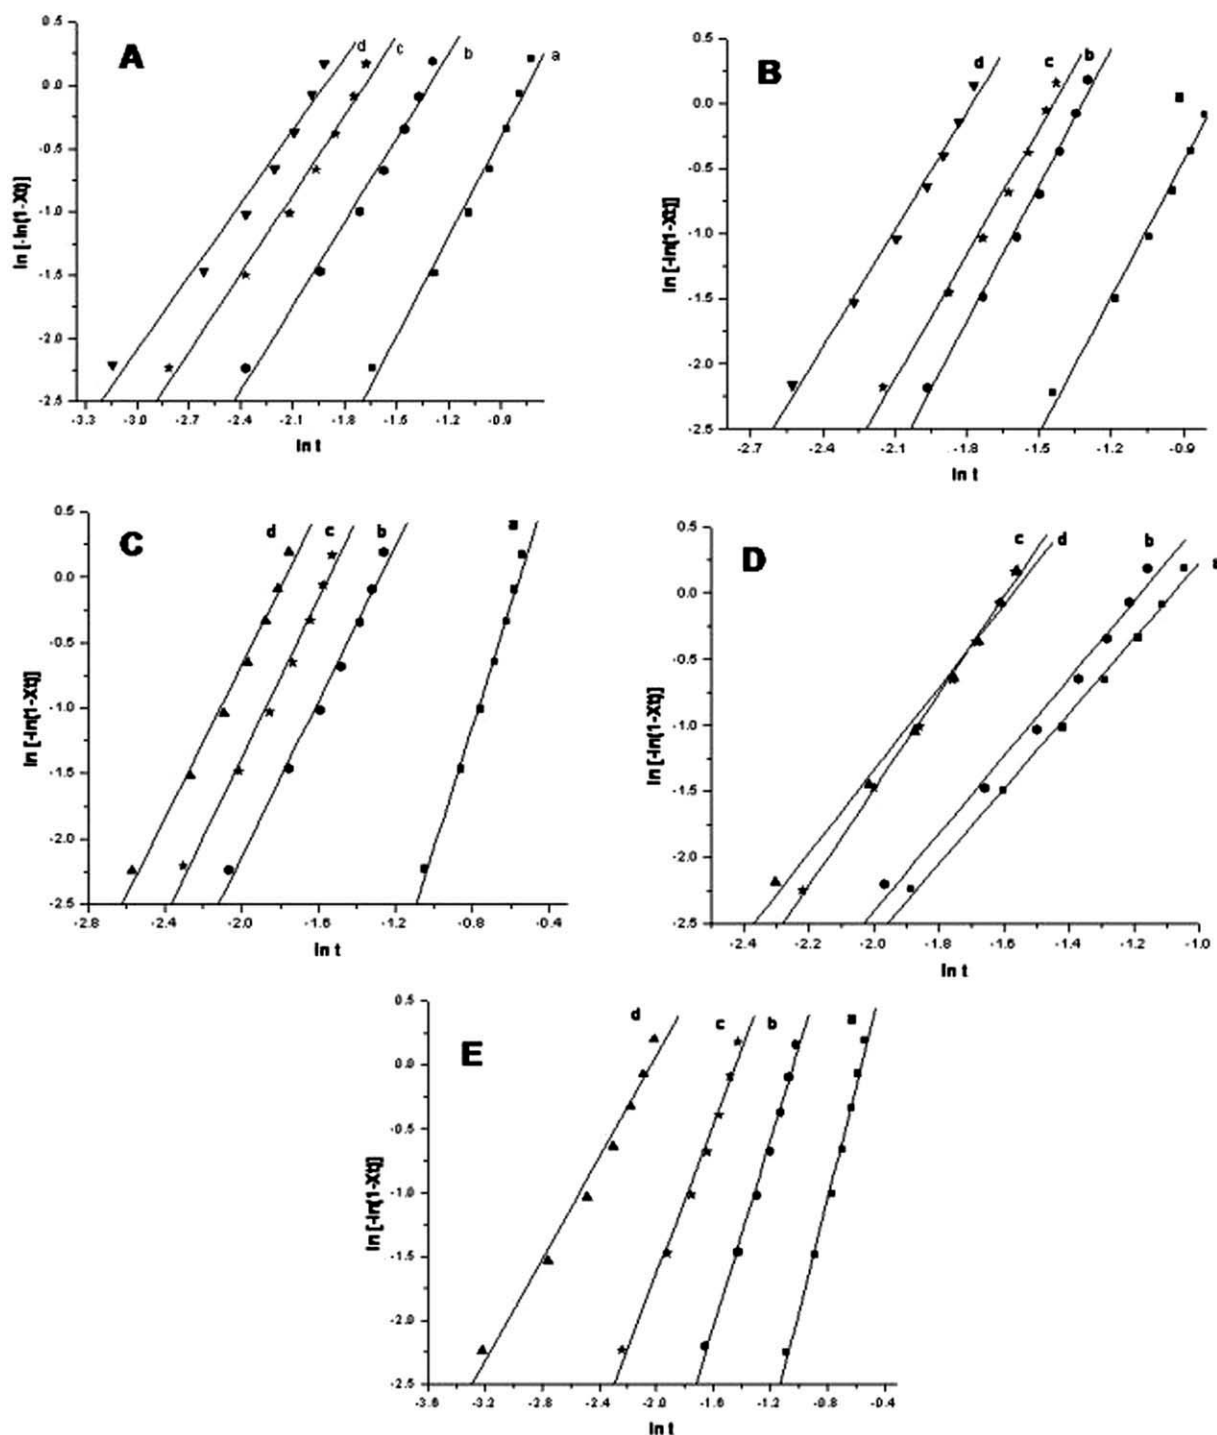 A
d
c
b
a
0.5
0.0
-0.5
-1.0
-1.5
-2.0
-2.5
ln [-ln(1-Xt)]
-3.3 -3.0 -2.7 -2.4 -2.1 -1.8 -1.5 -1.2 -0.9
ln t
B
d
c
b
a
0.5
0.0
-0.5
-1.0
-1.5
-2.0
-2.5
ln [-ln(1-Xt)]
-2.7 -2.4 -2.1 -1.8 -1.5 -1.2 -0.9
ln t
C
d
c
b
a
0.5
0.0
-0.5
-1.0
-1.5
-2.0
-2.5
ln [-ln(1-Xt)]
-2.8 -2.4 -2.0 -1.6 -1.2 -0.8 -0.4
ln t
D
c
d
b
a
0.5
0.0
-0.5
-1.0
-1.5
-2.0
-2.5
ln [-ln(1-Xt)]
-2.4 -2.2 -2.0 -1.8 -1.6 -1.4 -1.2 -1.0
ln t
E
d
c
b
a
0.5
0.0
-0.5
-1.0
-1.5
-2.0
-2.5
ln [-ln(1-Xt)]
-3.6 -3.2 -2.8 -2.4 -2.0 -1.6 -1.2 -0.8 -0.4
ln t